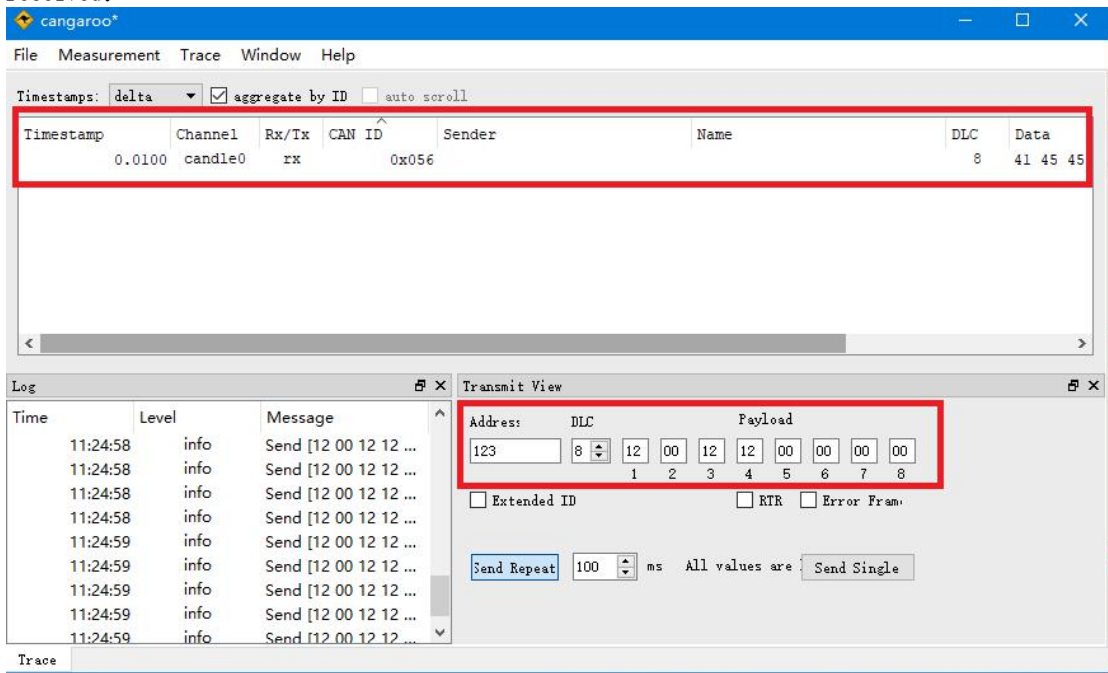 cangaroo*
File Measurement Trace Window Help
Timestamps: delta aggregate by ID auto scroll
Timestamp Channel Rx/Tx CAN ID Sender Name DLC Data
0.0100 candle0 rx 0x056 8 41 45 45
Log
Time Level Message
11:24:58 info Send [12 00 12 12 ...
11:24:58 info Send [12 00 12 12 ...
11:24:58 info Send [12 00 12 12 ...
11:24:58 info Send [12 00 12 12 ...
11:24:59 info Send [12 00 12 12 ...
11:24:59 info Send [12 00 12 12 ...
11:24:59 info Send [12 00 12 12 ...
11:24:59 info Send [12 00 12 12 ...
11:24:59 info Send [12 00 12 12 ...
Transmit View
Address DLC Payload
123 8 12 00 12 12 00 00 00 00
1 2 3 4 5 6 7 8
Extended ID RTR Error Fram
Send Repeat 100 ms All values are Send Single
Trace